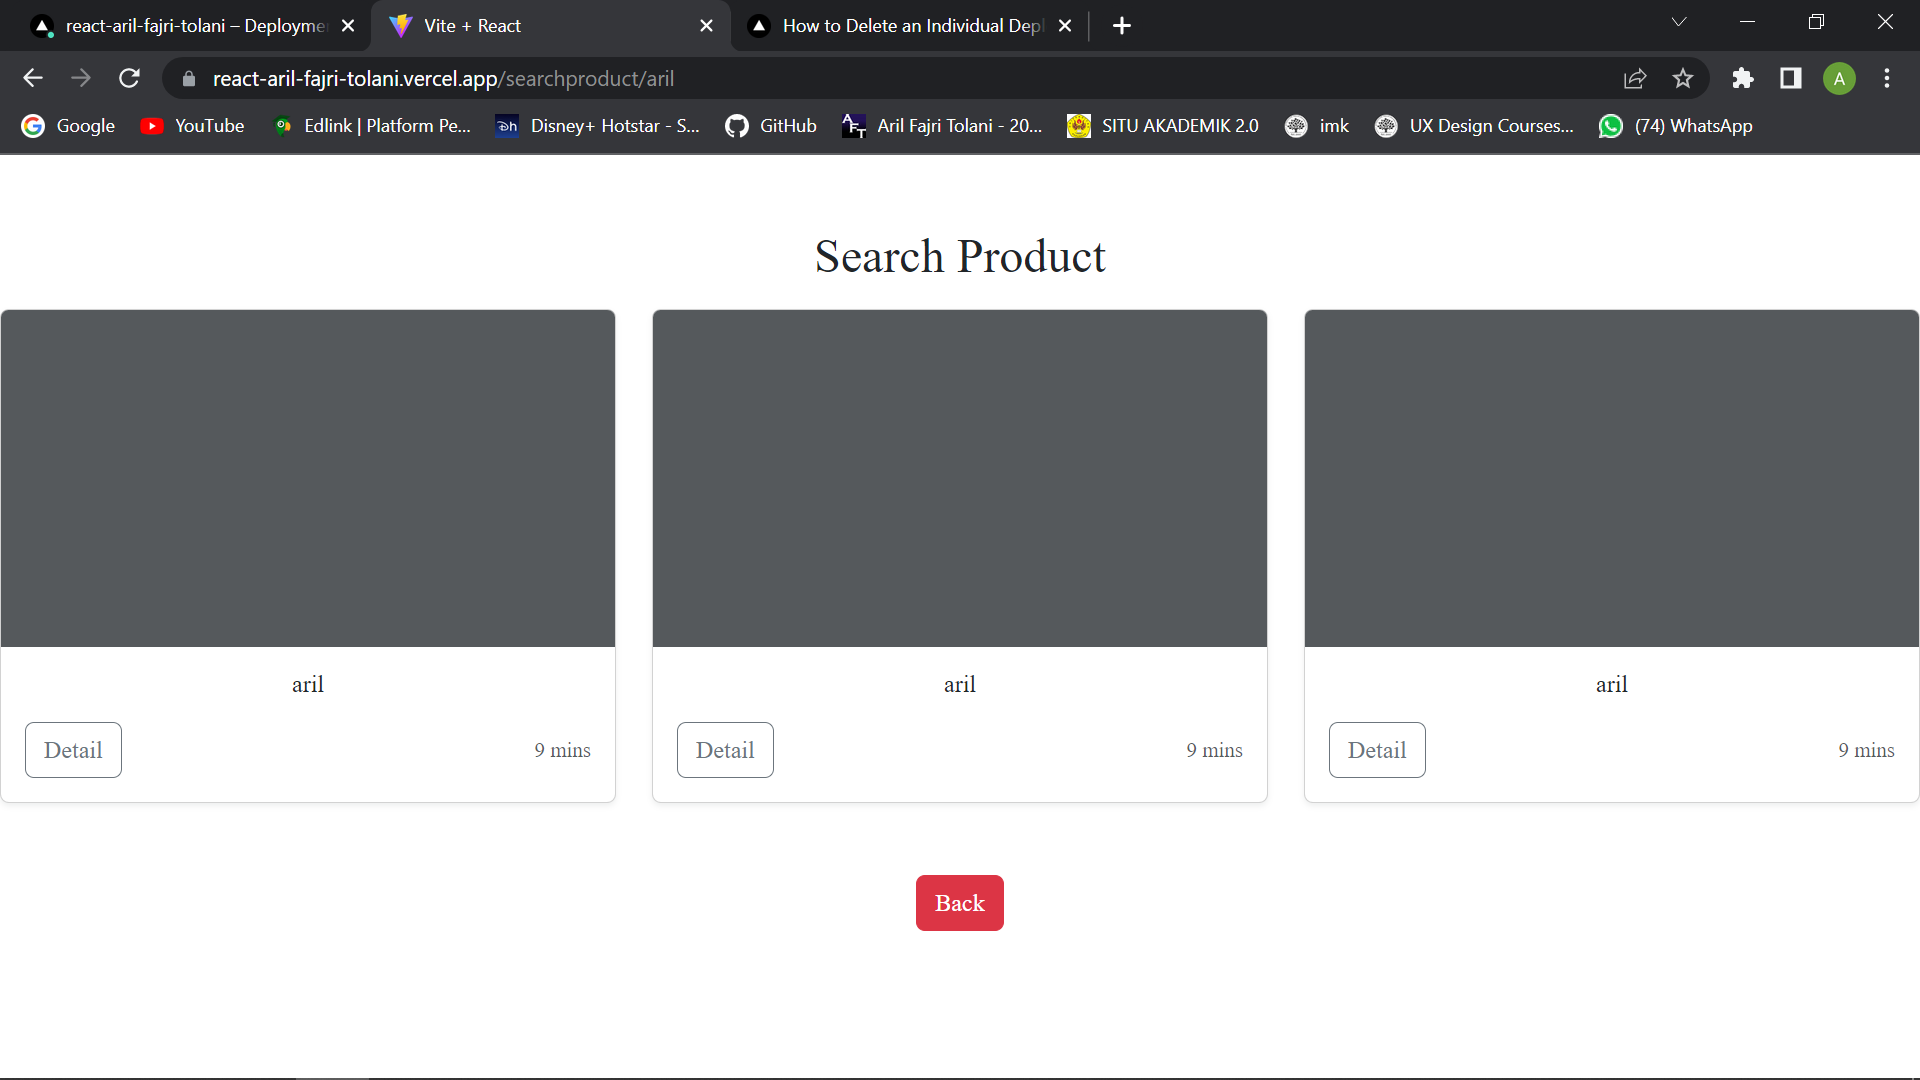 react-aril-fajri-tolani – Deployme
Vite + React
How to Delete an Individual Depl
react-aril-fajri-tolani.vercel.app/searchproduct/aril
A
Google
YouTube
Edlink | Platform Pe...
Disney+ Hotstar - S...
GitHub
AFT
Aril Fajri Tolani - 20...
SITU AKADEMIK 2.0
imk
UX Design Courses...
(74) WhatsApp
Search Product
aril
Detail
9 mins
aril
Detail
9 mins
aril
Detail
9 mins
Back